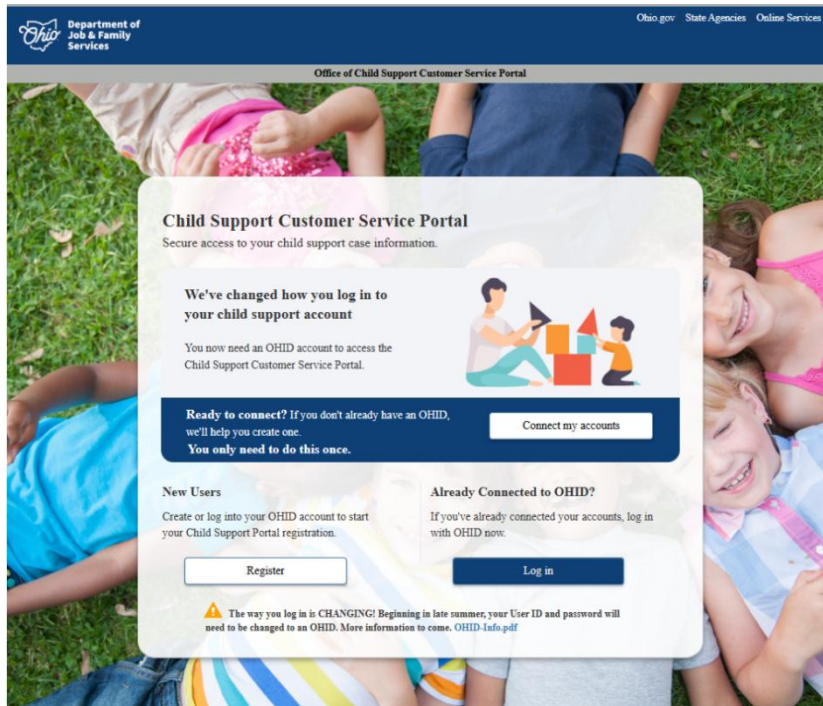 Ohio.gov State Agencies Online Services
Ohio
Department of
Job & Family
Services
Office of Child Support Customer Service Portal
Child Support Customer Service Portal
Secure access to your child support case information.
We've changed how you log in to
your child support account
You now need an OHID account to access the
Child Support Customer Service Portal.
Ready to connect? If you don't already have an OHID,
we'll help you create one.
You only need to do this once.
Connect my accounts
New Users
Create or log into your OHID account to start
your Child Support Portal registration.
Register
Already Connected to OHID?
If you've already connected your accounts, log in
with OHID now.
Log in
The way you log in is CHANGING! Beginning in late summer, your User ID and password will
need to be changed to an OHID. More information to come. OHID-Info.pdf